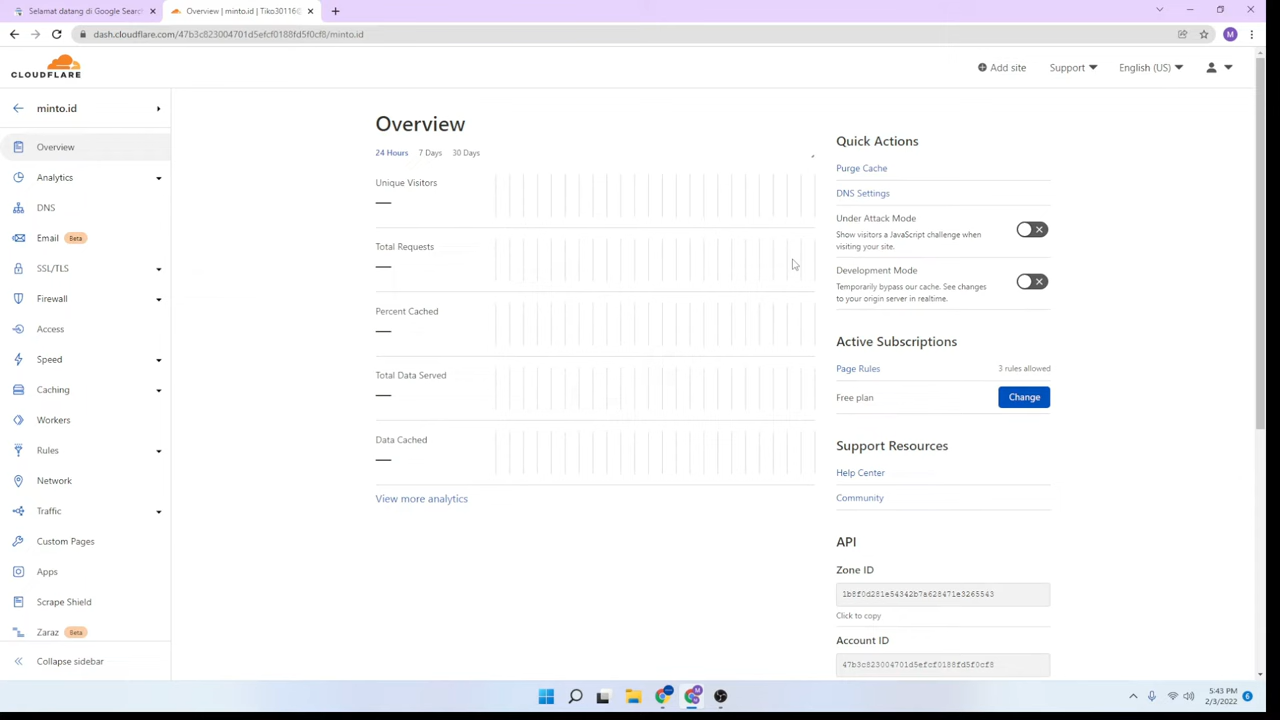 Selamat datang di Google Searc
Overview | minto.id | Tiko30116@
dash.cloudflare.com/47b3c823004701d5efcf0188fd5f0cf8/minto.id
M
CLOUDFLARE
Add site
Support
English (US)
minto.id
Overview
Analytics
DNS
Email Beta
SSL/TLS
Firewall
Access
Speed
Caching
Workers
Rules
Network
Traffic
Custom Pages
Apps
Scrape Shield
Zaraz Beta
Collapse sidebar
Overview
24 Hours 7 Days 30 Days
Unique Visitors
—
Total Requests
—
Percent Cached
—
Total Data Served
—
Data Cached
—
View more analytics
Quick Actions
Purge Cache
DNS Settings
Under Attack Mode
Show visitors a JavaScript challenge when
visiting your site.
Development Mode
Temporarily bypass our cache. See changes
to your origin server in realtime.
Active Subscriptions
Page Rules 3 rules allowed
Free plan Change
Support Resources
Help Center
Community
API
Zone ID
1b8f0d281e54342b7a628471e3265543
Click to copy
Account ID
47b3c823004701d5efcf0188fd5f0cf8
5:43 PM
2/3/2022
6